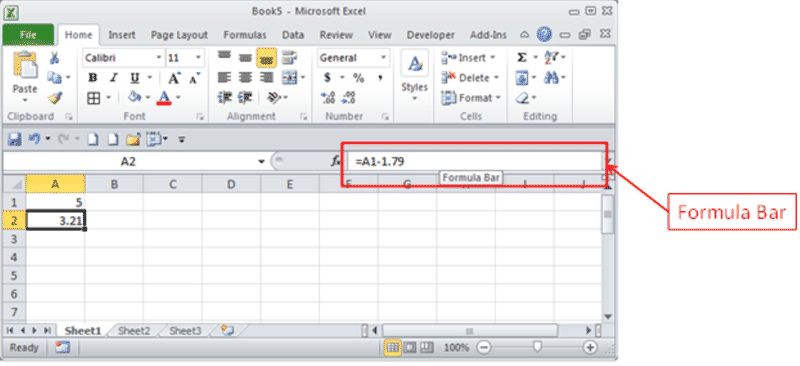 Book5 - Microsoft Excel
File Home Insert Page Layout Formulas Data Review View Developer Add-Ins
Calibri 11 General Insert Σ
Paste B I U A A $ % , Styles Delete
A Format
Clipboard Font Alignment Number Cells Editing
A2 fx =A1-1.79
Formula Bar
A B C D E F G H I J
1 5
2 3.21
3
4
5
6
7
Formula Bar
Sheet1 Sheet2 Sheet3
Ready 100%